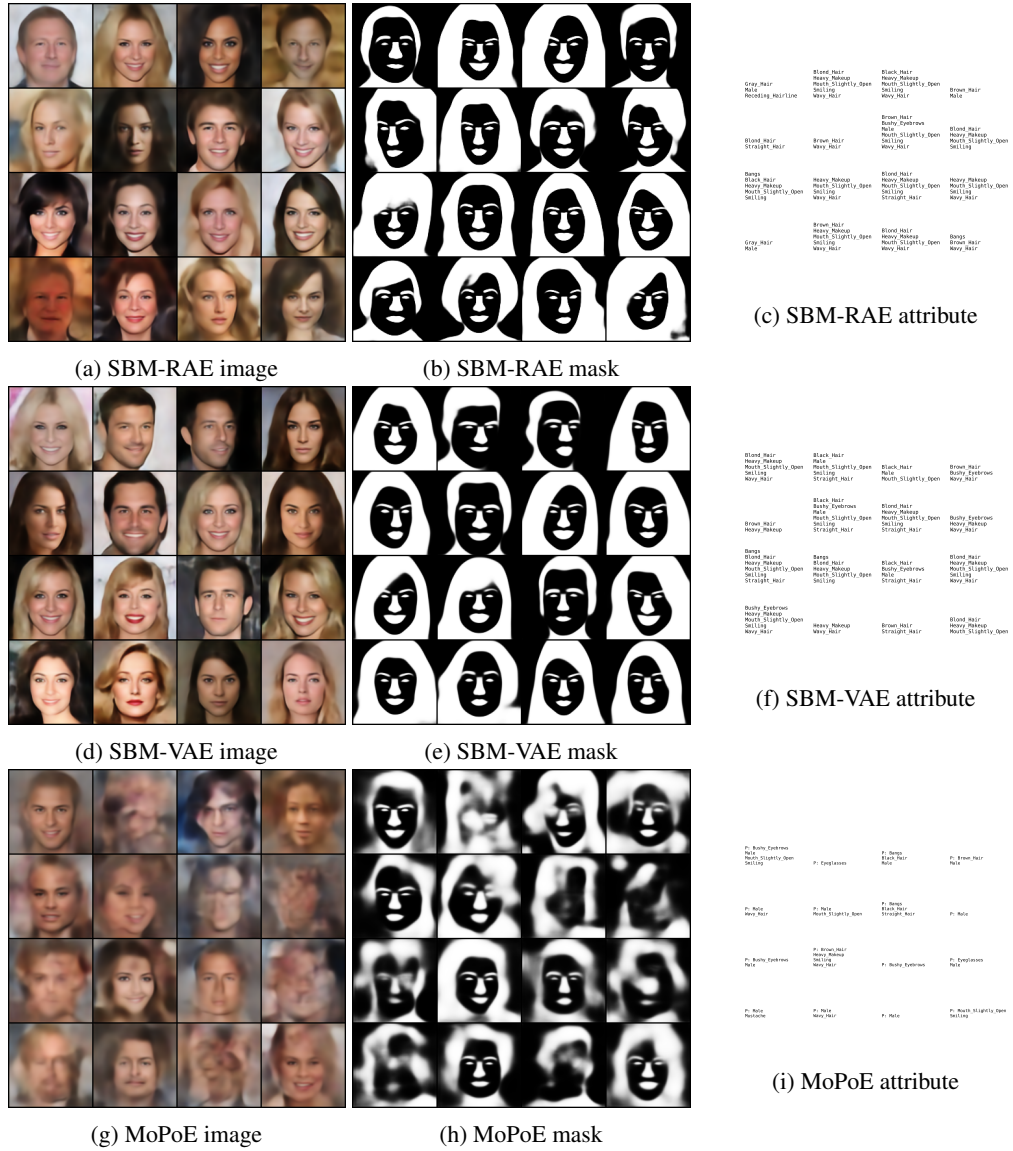 Gray_Hair
Male
Receding_Hairline
Blond_Hair
Heavy_Makeup
Mouth_Slightly_Open
Smiling
Wavy_Hair
Black_Hair
Heavy_Makeup
Mouth_Slightly_Open
Smiling
Wavy_Hair
Brown_Hair
Male
Blond_Hair
Straight_Hair
Brown_Hair
Wavy_Hair
Brown_Hair
Bushy_Eyebrows
Male
Mouth_Slightly_Open
Smiling
Wavy_Hair
Blond_Hair
Heavy_Makeup
Mouth_Slightly_Open
Smiling
Bangs
Black_Hair
Heavy_Makeup
Mouth_Slightly_Open
Smiling
Heavy_Makeup
Mouth_Slightly_Open
Smiling
Wavy_Hair
Blond_Hair
Heavy_Makeup
Mouth_Slightly_Open
Smiling
Straight_Hair
Heavy_Makeup
Mouth_Slightly_Open
Smiling
Wavy_Hair
Gray_Hair
Male
Brown_Hair
Heavy_Makeup
Mouth_Slightly_Open
Smiling
Wavy_Hair
Blond_Hair
Heavy_Makeup
Mouth_Slightly_Open
Wavy_Hair
Bangs
Brown_Hair
Wavy_Hair
(a) SBM-RAE image
(b) SBM-RAE mask
(c) SBM-RAE attribute
Blond_Hair
Heavy_Makeup
Mouth_Slightly_Open
Smiling
Wavy_Hair
Black_Hair
Male
Mouth_Slightly_Open
Smiling
Straight_Hair
Black_Hair
Male
Mouth_Slightly_Open
Brown_Hair
Bushy_Eyebrows
Wavy_Hair
Brown_Hair
Heavy_Makeup
Black_Hair
Bushy_Eyebrows
Male
Mouth_Slightly_Open
Smiling
Straight_Hair
Blond_Hair
Heavy_Makeup
Mouth_Slightly_Open
Smiling
Straight_Hair
Bushy_Eyebrows
Heavy_Makeup
Wavy_Hair
Bangs
Blond_Hair
Heavy_Makeup
Mouth_Slightly_Open
Smiling
Straight_Hair
Bangs
Blond_Hair
Heavy_Makeup
Mouth_Slightly_Open
Smiling
Black_Hair
Bushy_Eyebrows
Male
Straight_Hair
Blond_Hair
Heavy_Makeup
Mouth_Slightly_Open
Smiling
Wavy_Hair
Bushy_Eyebrows
Heavy_Makeup
Mouth_Slightly_Open
Smiling
Wavy_Hair
Heavy_Makeup
Wavy_Hair
Brown_Hair
Straight_Hair
Blond_Hair
Heavy_Makeup
Mouth_Slightly_Open
(d) SBM-VAE image
(e) SBM-VAE mask
(f) SBM-VAE attribute
P: Bushy_Eyebrows
Male
Mouth_Slightly_Open
Smiling
P: Eyeglasses
P: Bangs
Black_Hair
Male
P: Brown_Hair
Male
P: Male
Wavy_Hair
P: Male
Mouth_Slightly_Open
P: Bangs
Black_Hair
Straight_Hair
P: Male
P: Bushy_Eyebrows
Male
P: Brown_Hair
Heavy_Makeup
Smiling
Wavy_Hair
P: Bushy_Eyebrows
P: Eyeglasses
Male
P: Male
Mustache
P: Male
Wavy_Hair
P: Male
P: Mouth_Slightly_Open
Smiling
(g) MoPoE image
(h) MoPoE mask
(i) MoPoE attribute